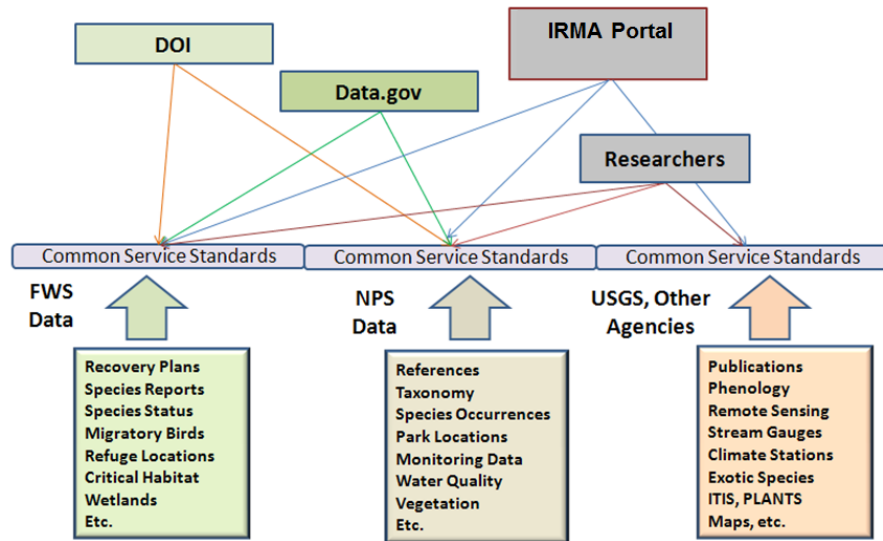 DOI
IRMA Portal
Data.gov
Researchers
Common Service Standards
Common Service Standards
Common Service Standards
FWS
Data
NPS
Data
USGS, Other
Agencies
Recovery Plans
Species Reports
Species Status
Migratory Birds
Refuge Locations
Critical Habitat
Wetlands
Etc.
References
Taxonomy
Species Occurrences
Park Locations
Monitoring Data
Water Quality
Vegetation
Etc.
Publications
Phenology
Remote Sensing
Stream Gauges
Climate Stations
Exotic Species
ITIS, PLANTS
Maps, etc.